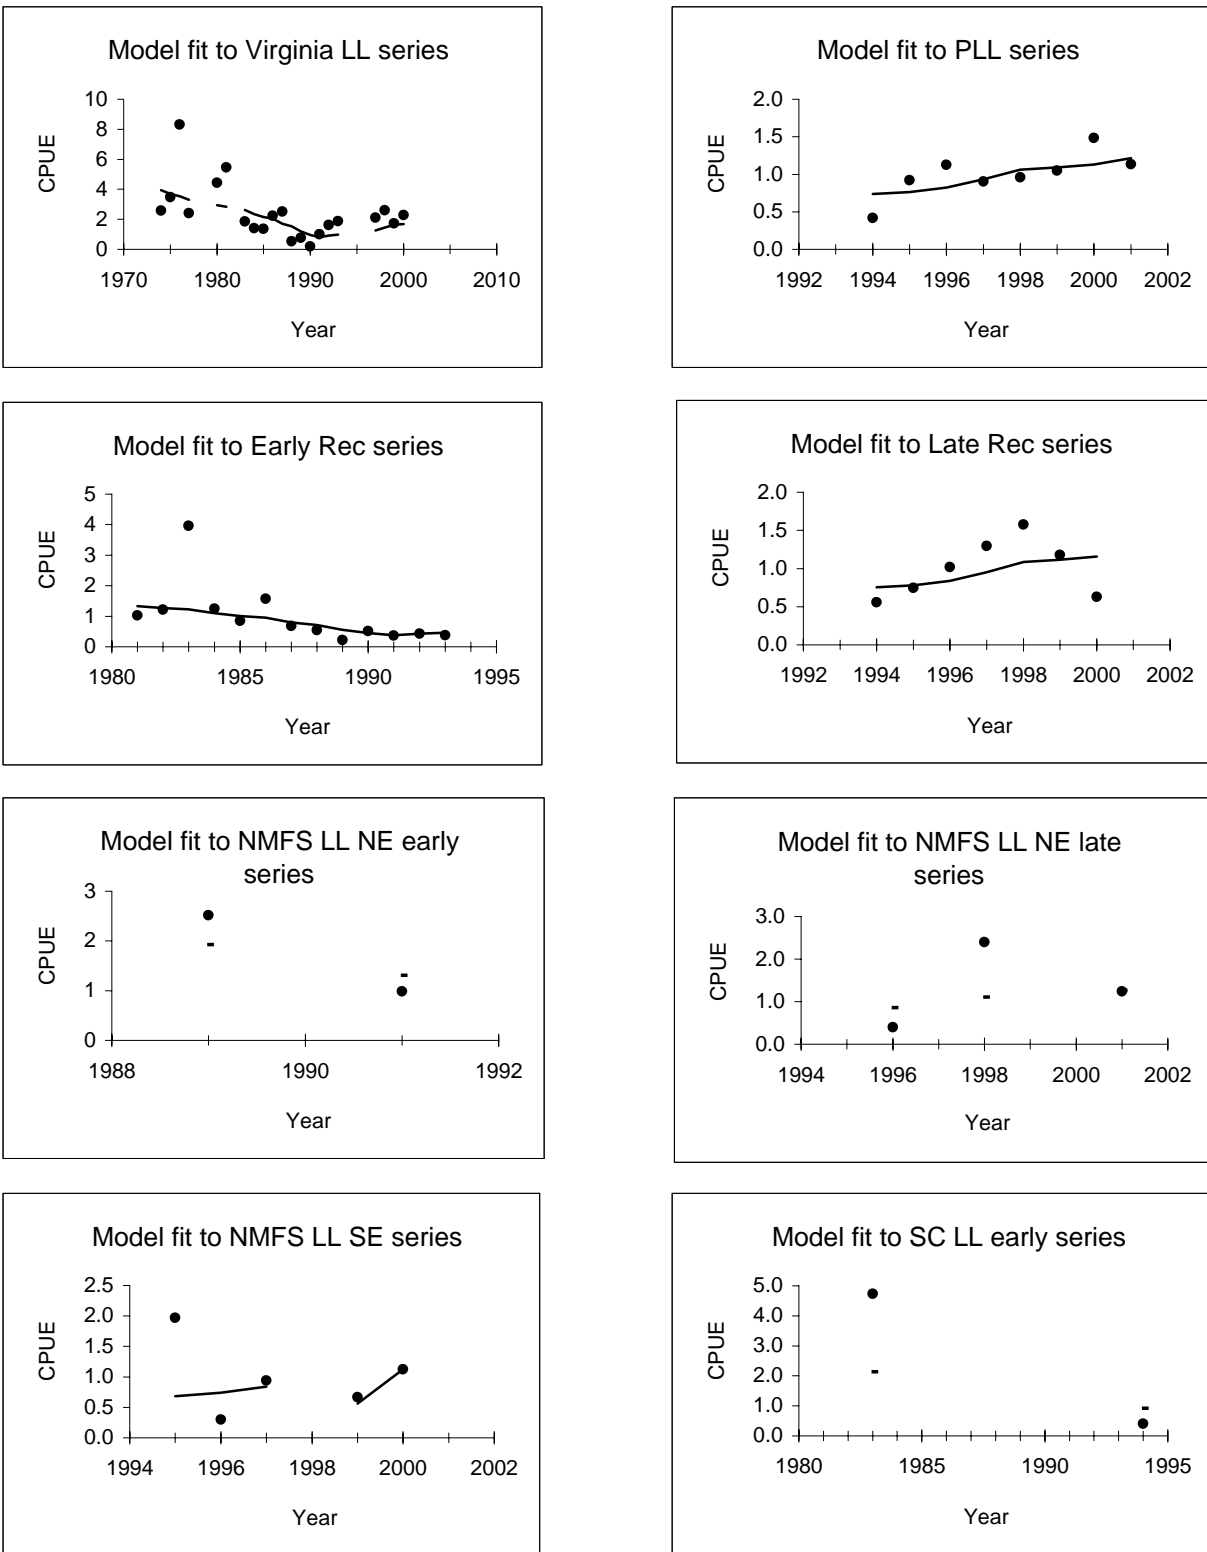 Model fit to Virginia LL series
10
8
6
4
2
0
CPUE
1970 1980 1990 2000 2010
Year
Model fit to PLL series
2.0
1.5
1.0
0.5
0.0
CPUE
1992 1994 1996 1998 2000 2002
Year
Model fit to Early Rec series
5
4
3
2
1
0
CPUE
1980 1985 1990 1995
Year
Model fit to Late Rec series
2.0
1.5
1.0
0.5
0.0
CPUE
1992 1994 1996 1998 2000 2002
Year
Model fit to NMFS LL NE early
series
3
2
1
0
CPUE
1988 1990 1992
Year
Model fit to NMFS LL NE late
series
3.0
2.0
1.0
0.0
CPUE
1994 1996 1998 2000 2002
Year
Model fit to NMFS LL SE series
2.5
2.0
1.5
1.0
0.5
0.0
CPUE
1994 1996 1998 2000 2002
Year
Model fit to SC LL early series
5.0
4.0
3.0
2.0
1.0
0.0
CPUE
1980 1985 1990 1995
Year